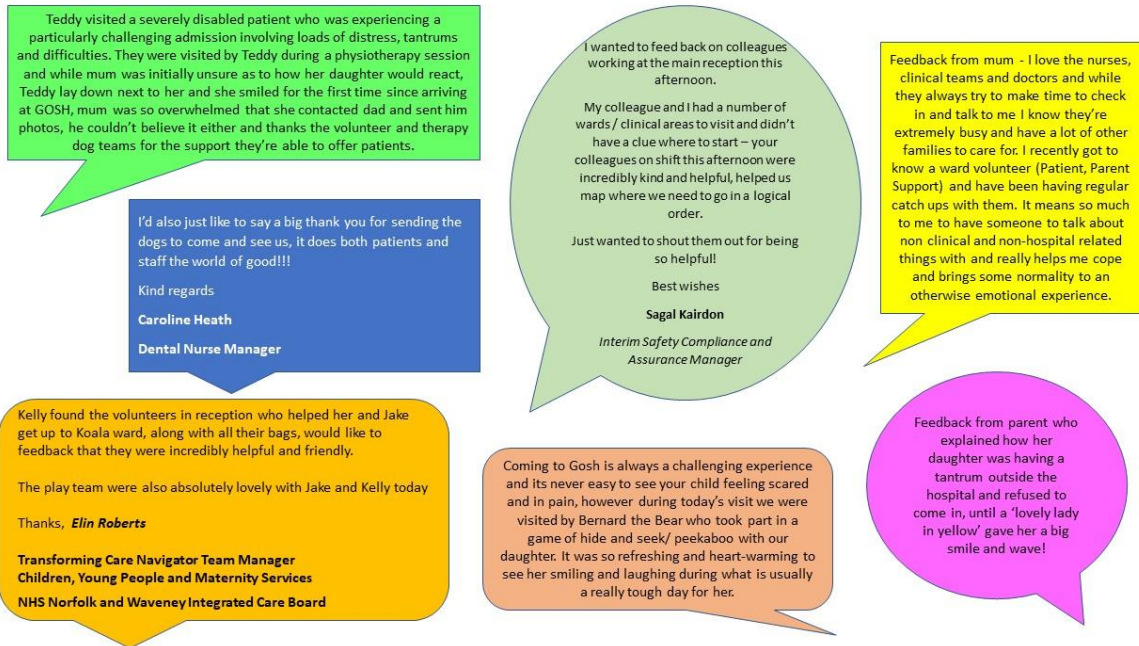 Teddy visited a severely disabled patient who was experiencing a
particularly challenging admission involving loads of distress, tantrums
and difficulties. They were visited by Teddy during a physiotherapy session
and while mum was initially unsure as to how her daughter would react,
Teddy lay down next to her and she smiled for the first time since arriving
at GOSH, mum was so overwhelmed that she contacted dad and sent him
photos, he couldn't believe it either and thanks the volunteer and therapy
dog teams for the support they're able to offer patients.
I'd also just like to say a big thank you for sending the
dogs to come and see us, it does both patients and
staff the world of good!!!
Kind regards
Caroline Heath
Dental Nurse Manager
I wanted to feed back on colleagues
working at the main reception this
afternoon.
My colleague and I had a number of
wards / clinical areas to visit and didn't
have a clue where to start – your
colleagues on shift this afternoon were
incredibly kind and helpful, helped us
map where we need to go in a logical
order.
Just wanted to shout them out for being
so helpful!
Best wishes
Sagal Kairdon
Interim Safety Compliance and
Assurance Manager
Feedback from mum - I love the nurses,
clinical teams and doctors and while
they always try to make time to check
in and talk to me I know they're
extremely busy and have a lot of other
families to care for. I recently got to
know a ward volunteer (Patient, Parent
Support) and have been having regular
catch ups with them. It means so much
to me to have someone to talk about
non clinical and non-hospital related
things with and really helps me cope
and brings some normality to an
otherwise emotional experience.
Kelly found the volunteers in reception who helped her and Jake
get up to Koala ward, along with all their bags, would like to
feedback that they were incredibly helpful and friendly.
The play team were also absolutely lovely with Jake and Kelly today
Thanks, Elin Roberts
Transforming Care Navigator Team Manager
Children, Young People and Maternity Services
NHS Norfolk and Waveney Integrated Care Board
Coming to Gosh is always a challenging experience
and its never easy to see your child feeling scared
and in pain, however during today's visit we were
visited by Bernard the Bear who took part in a
game of hide and seek/ peekaboo with our
daughter. It was so refreshing and heart-warming to
see her smiling and laughing during what is usually
a really tough day for her.
Feedback from parent who
explained how her
daughter was having a
tantrum outside the
hospital and refused to
come in, until a 'lovely lady
in yellow' gave her a big
smile and wave!